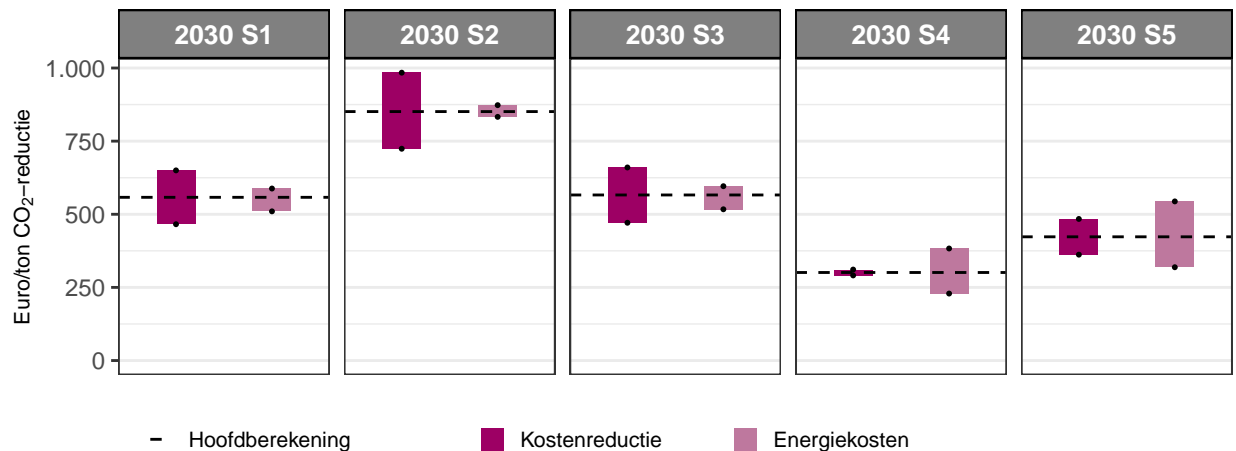 2030 S1
2030 S2
2030 S3
2030 S4
2030 S5
Euro/ton CO₂–reductie
1.000
750
500
250
0
Hoofdberekening
Kostenreductie
Energiekosten